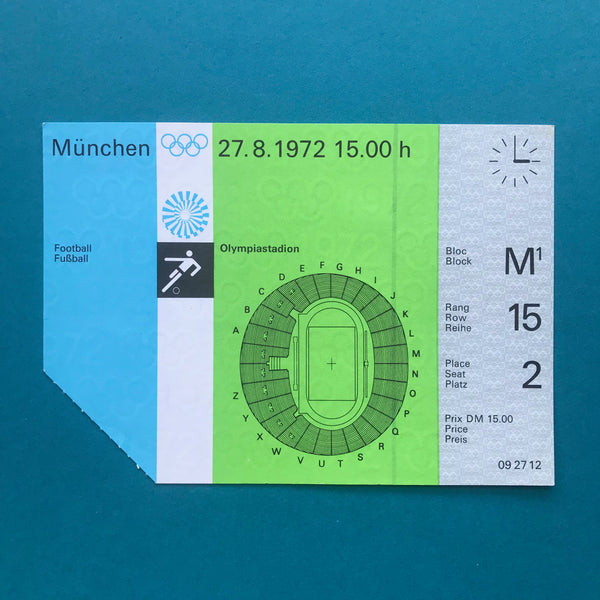 München
27.8.1972 15.00 h
Football
Fußball
Olympiastadion
A
B
C
D
E
F
G
H
I
J
K
L
M
N
O
P
Q
R
S
T
U
V
W
X
Y
Z
Bloc
Block
M1
Rang
Row
Reihe
15
Place
Seat
Platz
2
Prix DM 15.00
Price
Preis
09 27 12